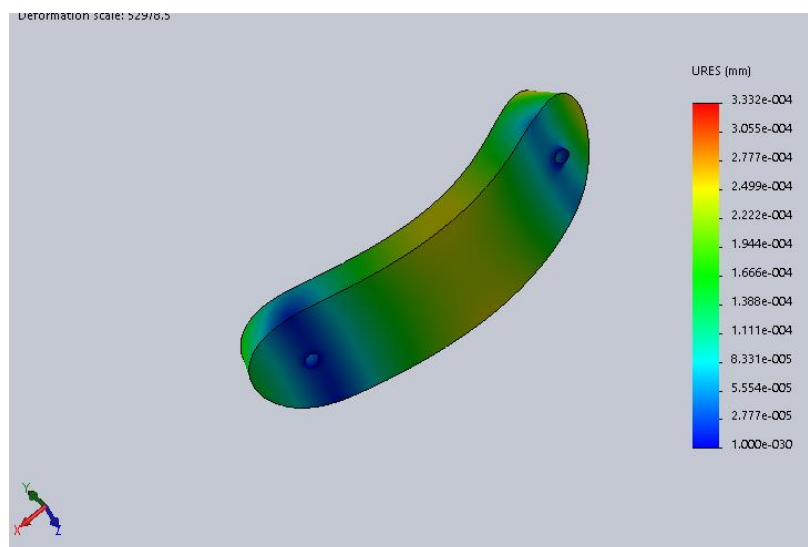 Deformation scale: 52978.5
URES (mm)
3.332e-004
3.055e-004
2.777e-004
2.499e-004
2.222e-004
1.944e-004
1.666e-004
1.388e-004
1.111e-004
8.331e-005
5.554e-005
2.777e-005
1.000e-030
Y
X
Z